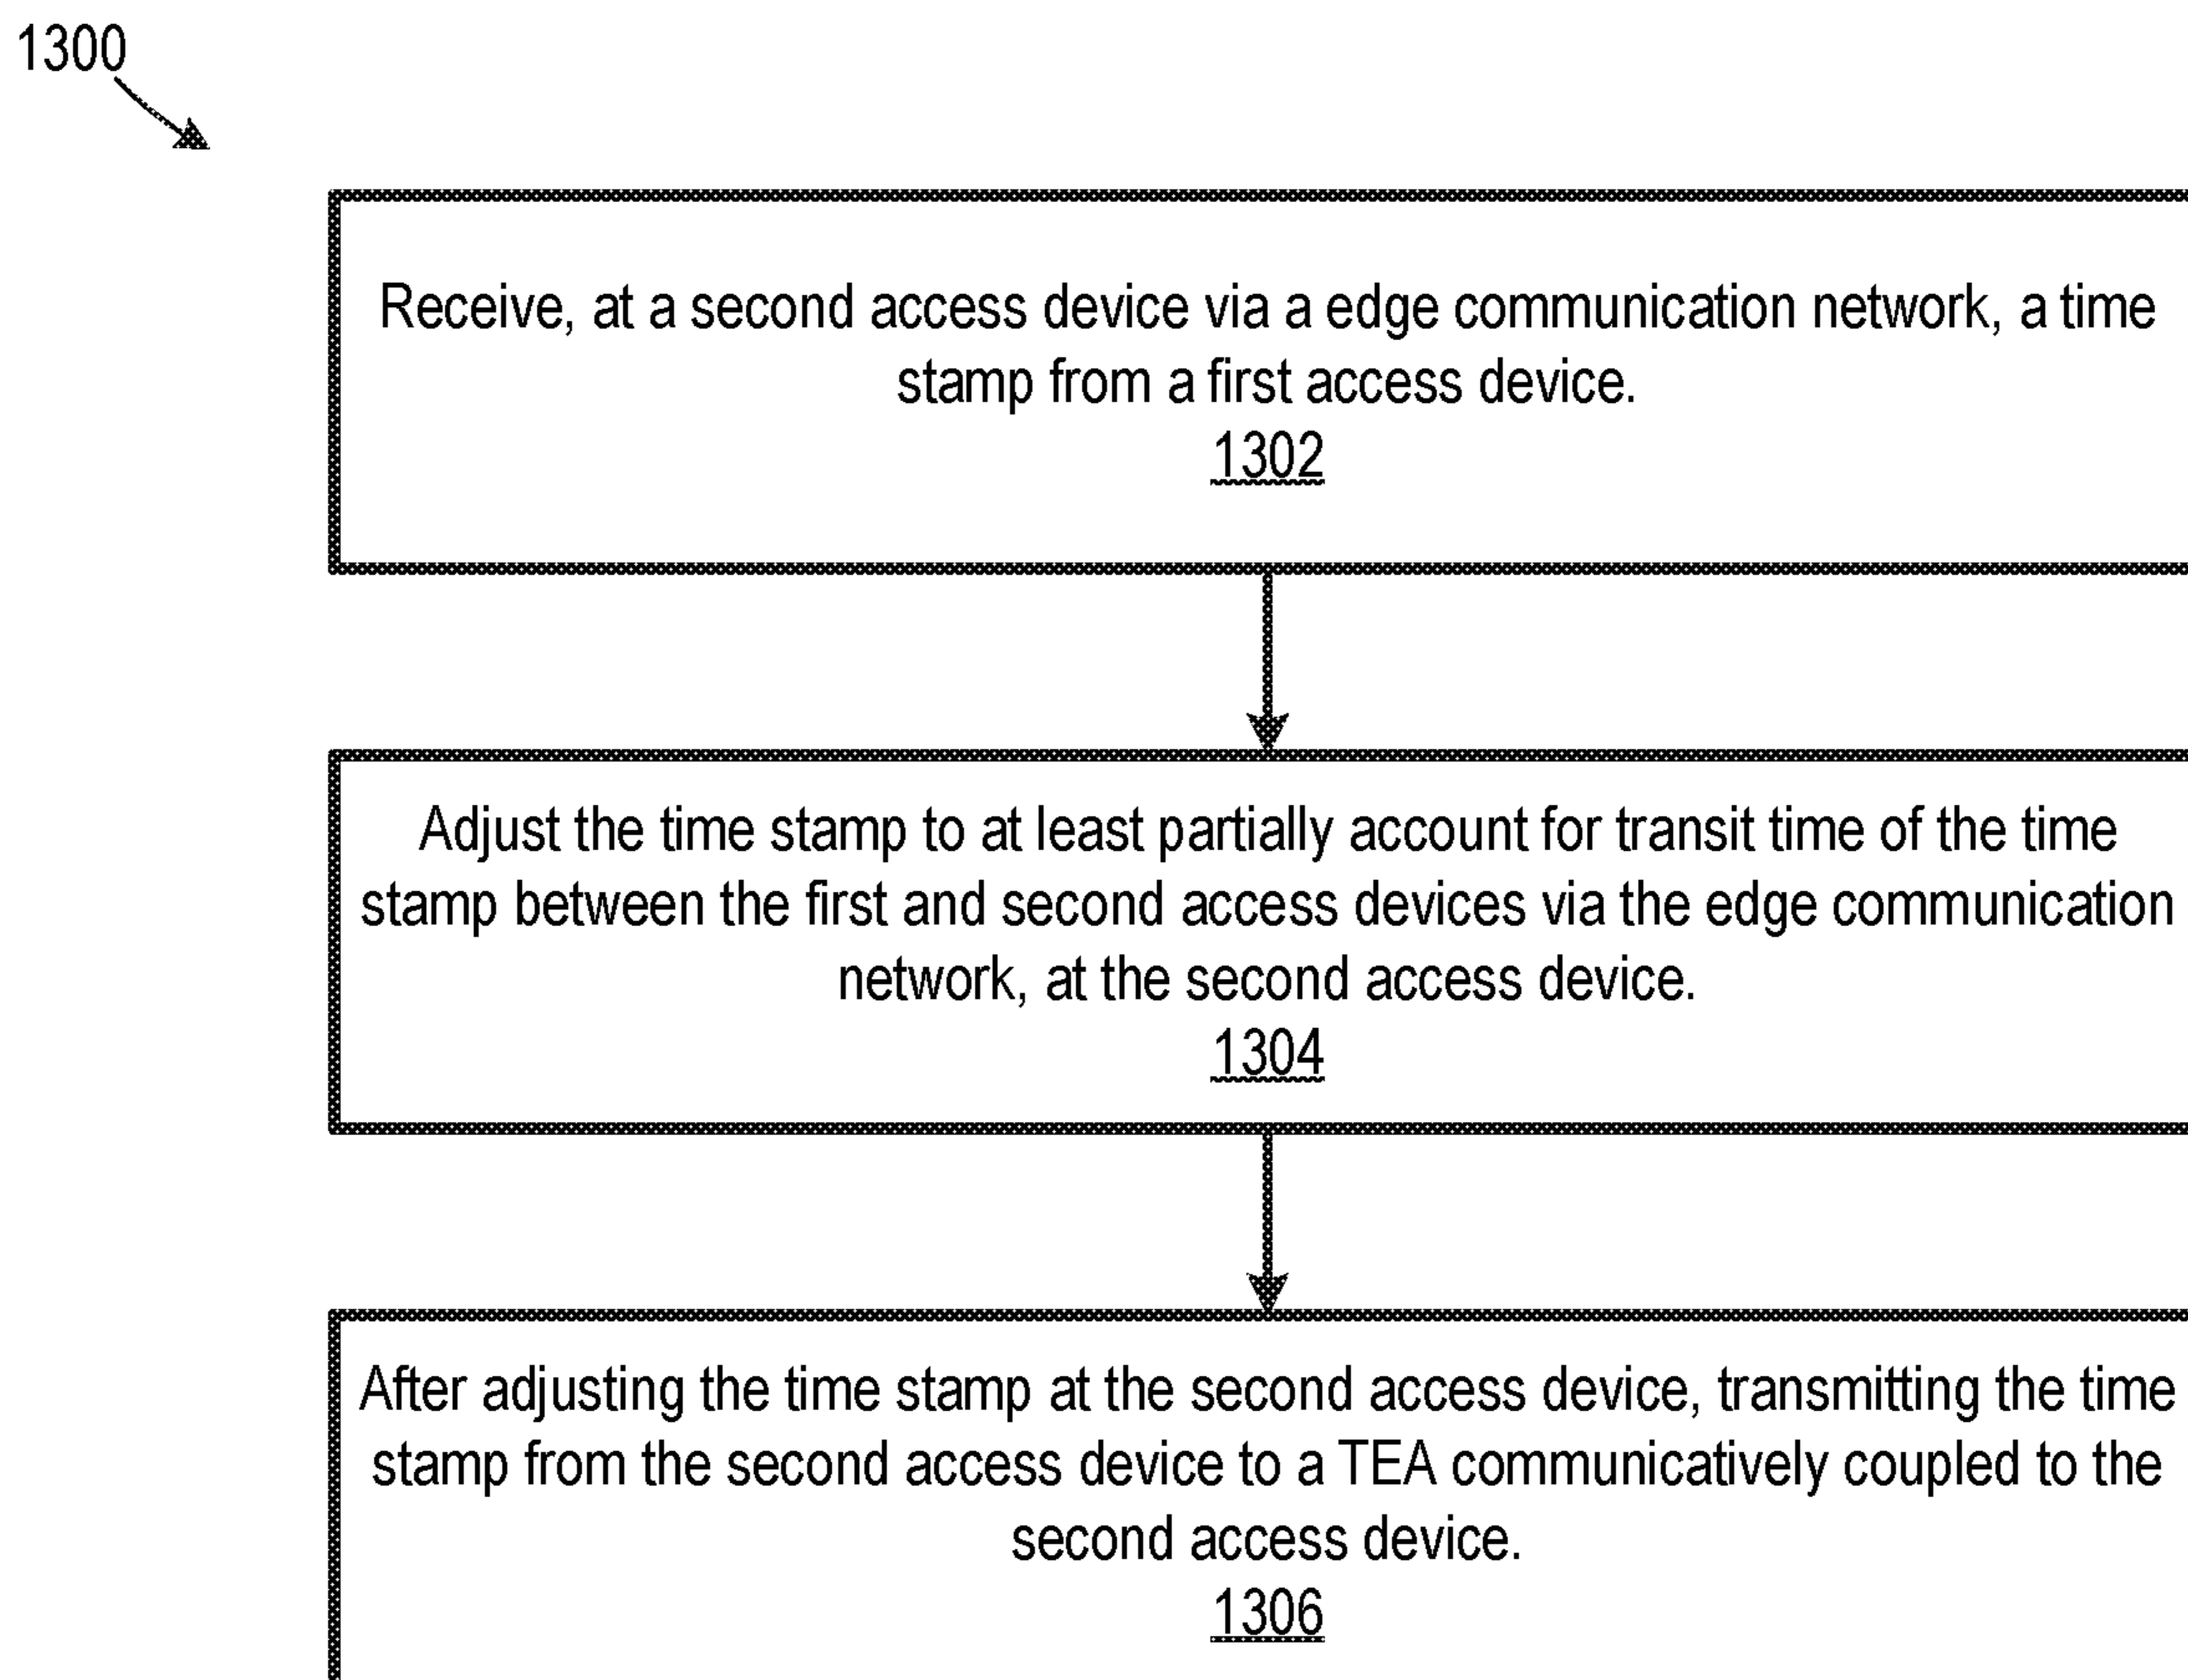 1300
Receive, at a second access device via a edge communication network, a time
stamp from a first access device.
1302
Adjust the time stamp to at least partially account for transit time of the time
stamp between the first and second access devices via the edge communication
network, at the second access device.
1304
After adjusting the time stamp at the second access device, transmitting the time
stamp from the second access device to a TEA communicatively coupled to the
second access device.
1306